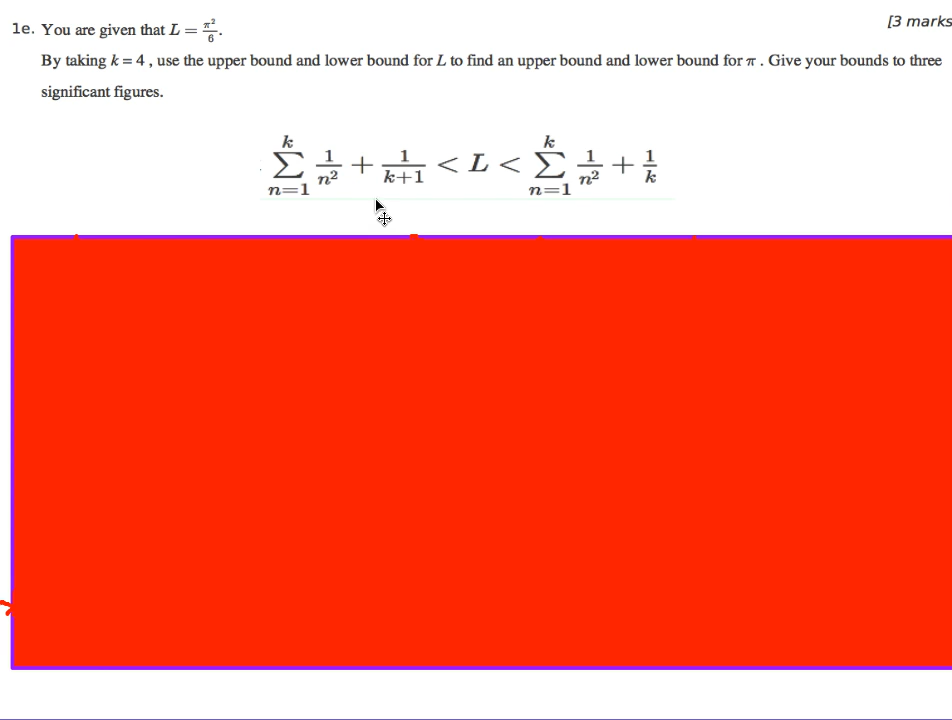 1e. You are given that L = π²/6. [3 marks
By taking k = 4 , use the upper bound and lower bound for L to find an upper bound and lower bound for π . Give your bounds to three
significant figures.
∑_{n=1}^{k} 1/n² + 1/(k+1) < L < ∑_{n=1}^{k} 1/n² + 1/k